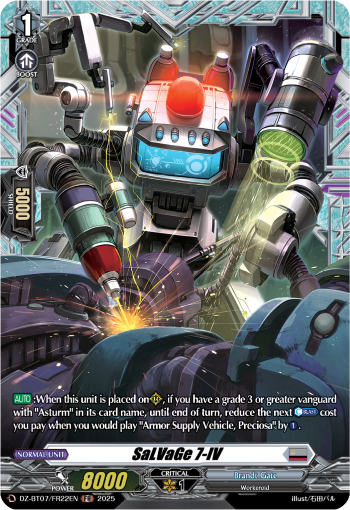 1
GRADE
BOOST
5000
SHIELD
AUTO :When this unit is placed on R, if you have a grade 3 or greater vanguard
with "Asturm" in its card name, until end of turn, reduce the next BLAST cost
you pay when you would play "Armor Supply Vehicle, Preciosa" by 1.
NORMAL UNIT
SaLVaGe 7-IV
POWER 8000
CRITICAL
1
Brandt Gate
Workeroid
D DZ-BT07/FR22EN FR 2025
illust/石田バル